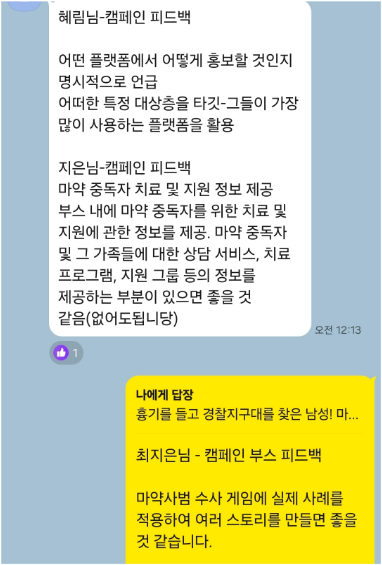 혜림님-캠페인 피드백
어떤 플랫폼에서 어떻게 홍보할 것인지
명시적으로 언급
어떠한 특정 대상층을 타깃-그들이 가장
많이 사용하는 플랫폼을 활용
지은님-캠페인 피드백
마약 중독자 치료 및 지원 정보 제공
부스 내에 마약 중독자를 위한 치료 및
지원에 관한 정보를 제공. 마약 중독자
및 그 가족들에 대한 상담 서비스, 치료
프로그램, 지원 그룹 등의 정보를
제공하는 부분이 있으면 좋을 것
같음(없어도됩니당)
오전 12:13
1
나에게 답장
흉기를 들고 경찰지구대를 찾은 남성! 마...
최지은님 - 캠페인 부스 피드백
마약사범 수사 게임에 실제 사례를
적용하여 여러 스토리를 만들면 좋을
것 같습니다.